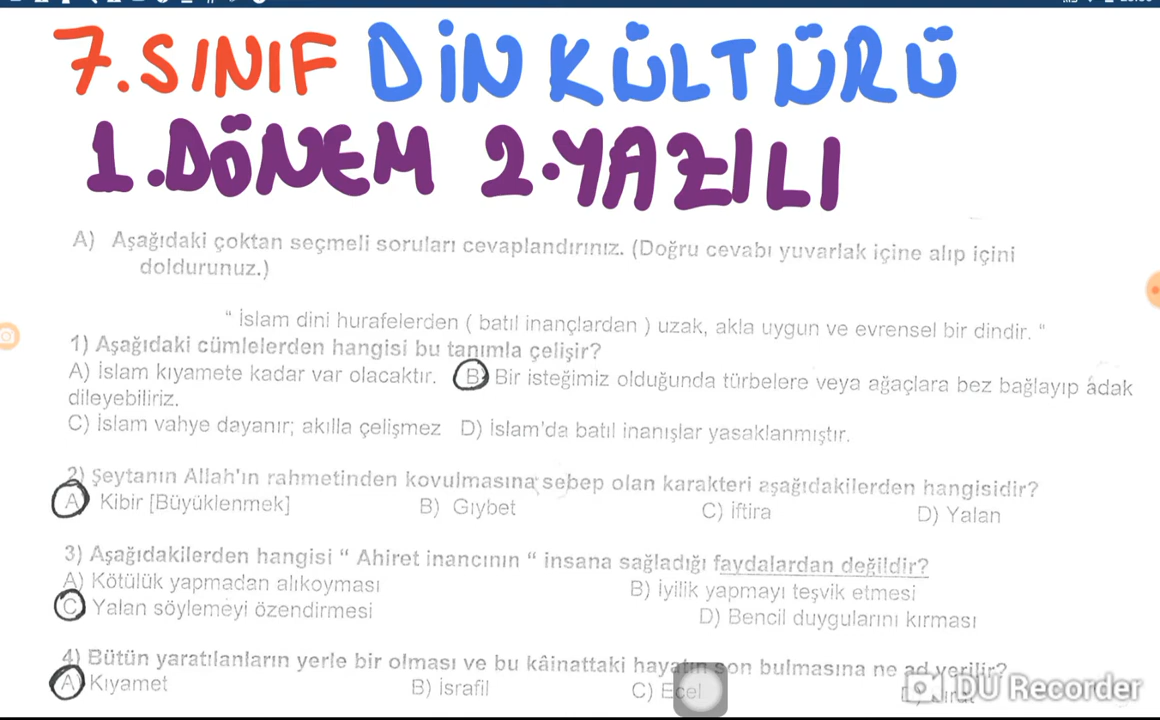 7.SINIF DİN KÜLTÜRÜ
1.DÖNEM 2.YAZILI
A) Aşağıdaki çoktan seçmeli soruları cevaplandırınız. (Doğru cevabı yuvarlak içine alıp içini
doldurunuz.)
" İslam dini hurafelerden ( batıl inançlardan ) uzak, akla uygun ve evrensel bir dindir. "
1) Aşağıdaki cümlelerden hangisi bu tanımla çelişir?
A) İslam kıyamete kadar var olacaktır. B) Bir isteğimiz olduğunda türbelere veya ağaçlara bez bağlayıp adak
dileyebiliriz.
C) İslam vahye dayanır; akılla çelişmez D) İslam'da batıl inanışlar yasaklanmıştır.
2) Şeytanın Allah'ın rahmetinden kovulmasına sebep olan karakteri aşağıdakilerden hangisidir?
A) Kibir [Büyüklenmek] B) Gıybet C) İftira D) Yalan
3) Aşağıdakilerden hangisi " Ahiret inancının " insana sağladığı faydalardan değildir?
A) Kötülük yapmadan alıkoyması B) İyilik yapmayı teşvik etmesi
C) Yalan söylemeyi özendirmesi D) Bencil duygularını kırması
4) Bütün yaratılanların yerle bir olması ve bu kâinattaki hayatın son bulmasına ne ad verilir?
A) Kıyamet B) İsrafil C) Ecel
DU Recorder